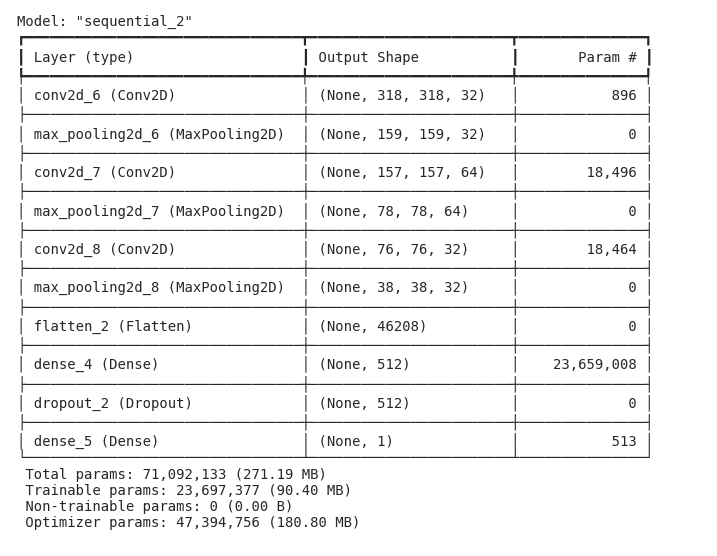 Model: "sequential_2"
Layer (type) Output Shape Param #
conv2d_6 (Conv2D) (None, 318, 318, 32) 896
max_pooling2d_6 (MaxPooling2D) (None, 159, 159, 32) 0
conv2d_7 (Conv2D) (None, 157, 157, 64) 18,496
max_pooling2d_7 (MaxPooling2D) (None, 78, 78, 64) 0
conv2d_8 (Conv2D) (None, 76, 76, 32) 18,464
max_pooling2d_8 (MaxPooling2D) (None, 38, 38, 32) 0
flatten_2 (Flatten) (None, 46208) 0
dense_4 (Dense) (None, 512) 23,659,008
dropout_2 (Dropout) (None, 512) 0
dense_5 (Dense) (None, 1) 513
Total params: 71,092,133 (271.19 MB)
Trainable params: 23,697,377 (90.40 MB)
Non-trainable params: 0 (0.00 B)
Optimizer params: 47,394,756 (180.80 MB)